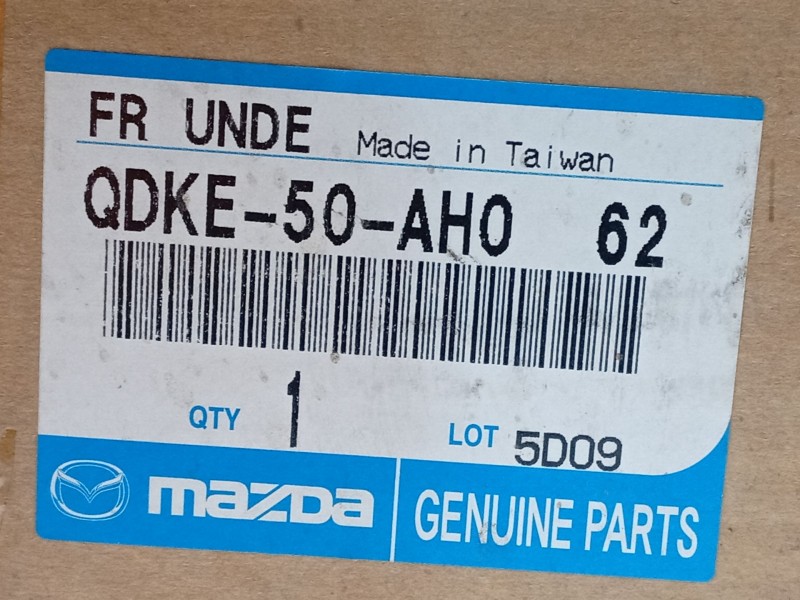 FR UNDE Made in Taiwan
QDKE-50-AH0 62
QTY 1 LOT 5D09
mazda GENUINE PARTS